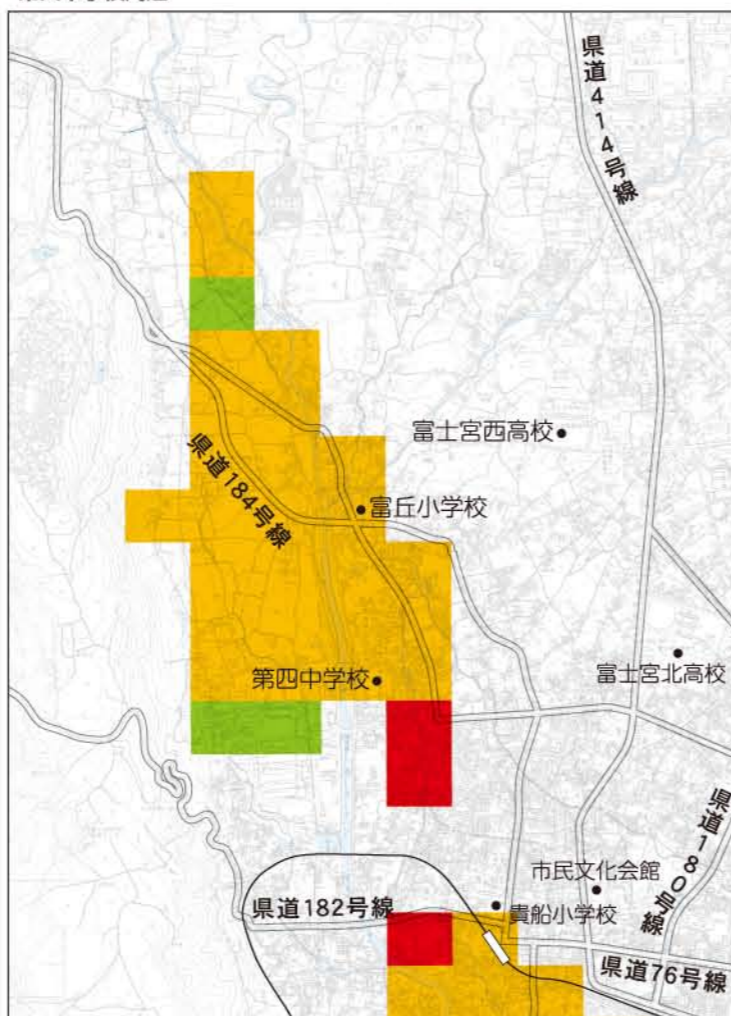 県道414号線
富士宮西高校
県道184号線
富丘小学校
富士宮北高校
第四中学校
県道180号線
市民文化会館
県道182号線
貴船小学校
県道76号線